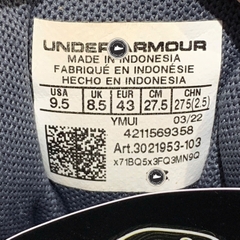 UNDER ARMOUR
MADE IN INDONESIA
FABRIQUÉ EN INDONÉSIE
HECHO EN INDONESIA
USA UK EUR CM CHN
9.5 8.5 43 27.5 275(2.5)
YMUI 03/22
4211569358
Art.3021953-103
x71BQ5x3FQ3MN9Q